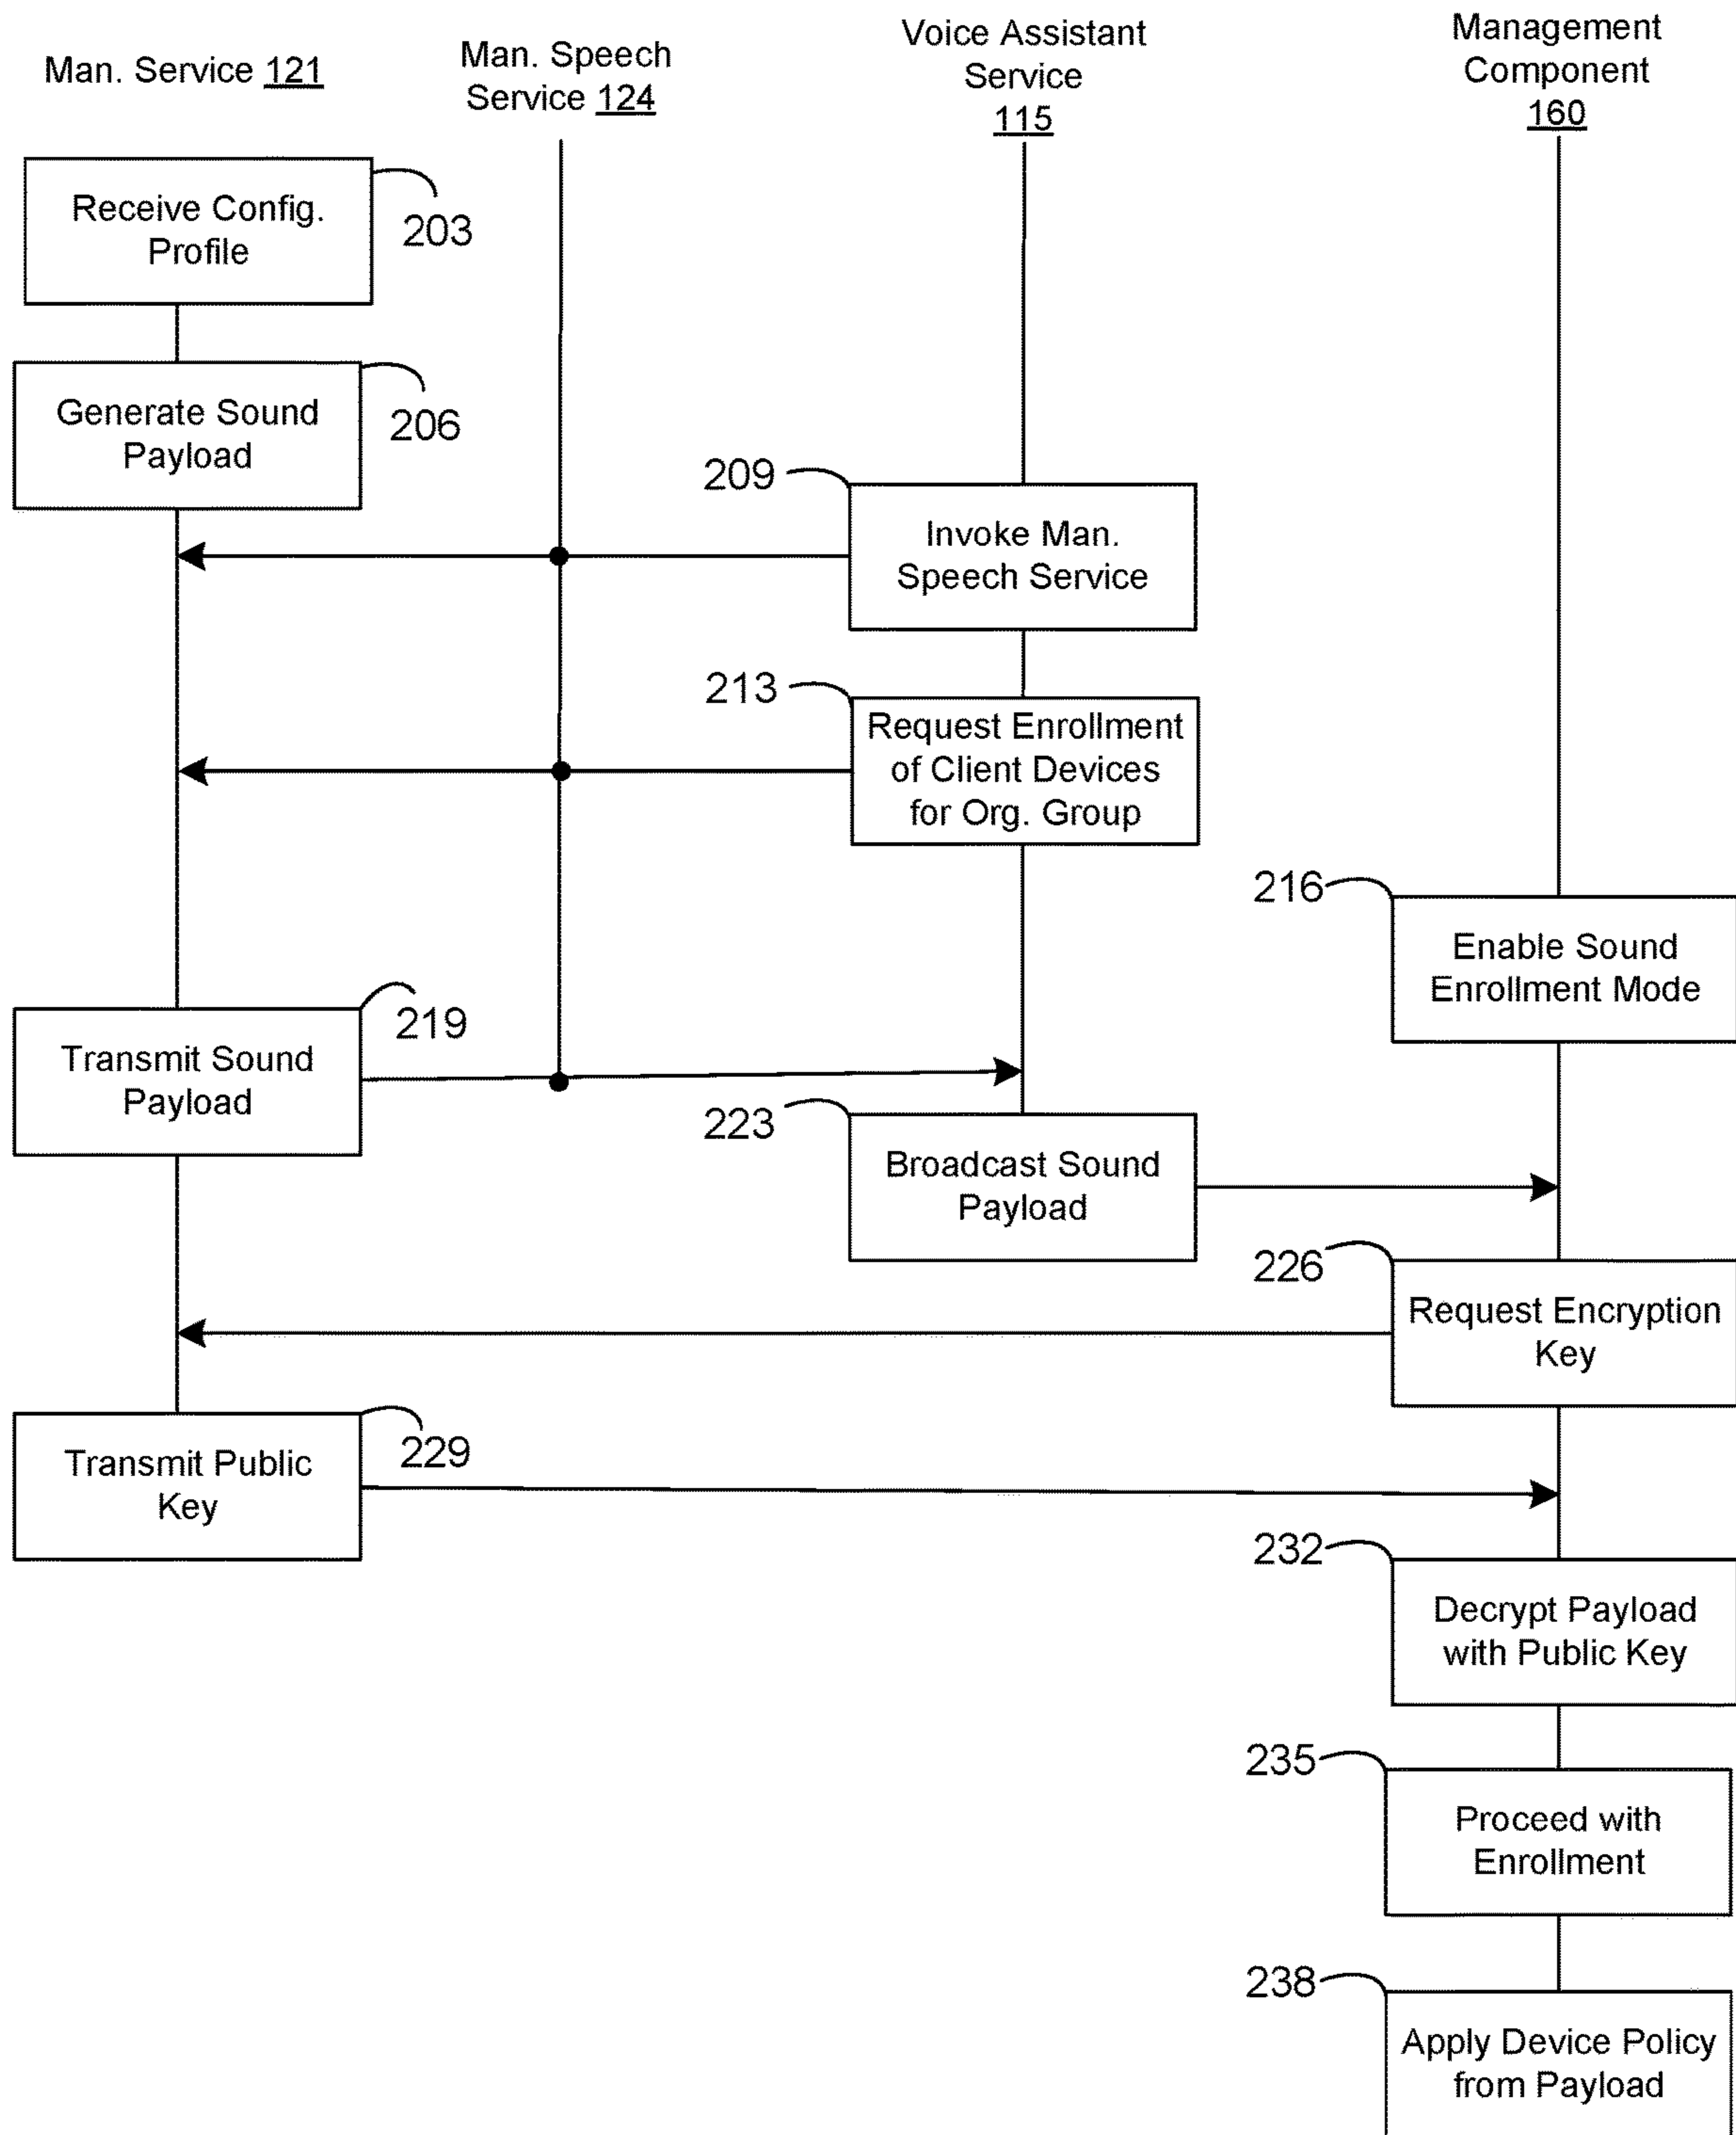 Man. Service 121
Man. Speech
Service 124
Voice Assistant
Service
115
Management
Component
160
Receive Config.
Profile
203
Generate Sound
Payload
206
209
Invoke Man.
Speech Service
213
Request Enrollment
of Client Devices
for Org. Group
216
Enable Sound
Enrollment Mode
Transmit Sound
Payload
219
223
Broadcast Sound
Payload
226
Request Encryption
Key
Transmit Public
Key
229
232
Decrypt Payload
with Public Key
235
Proceed with
Enrollment
238
Apply Device Policy
from Payload